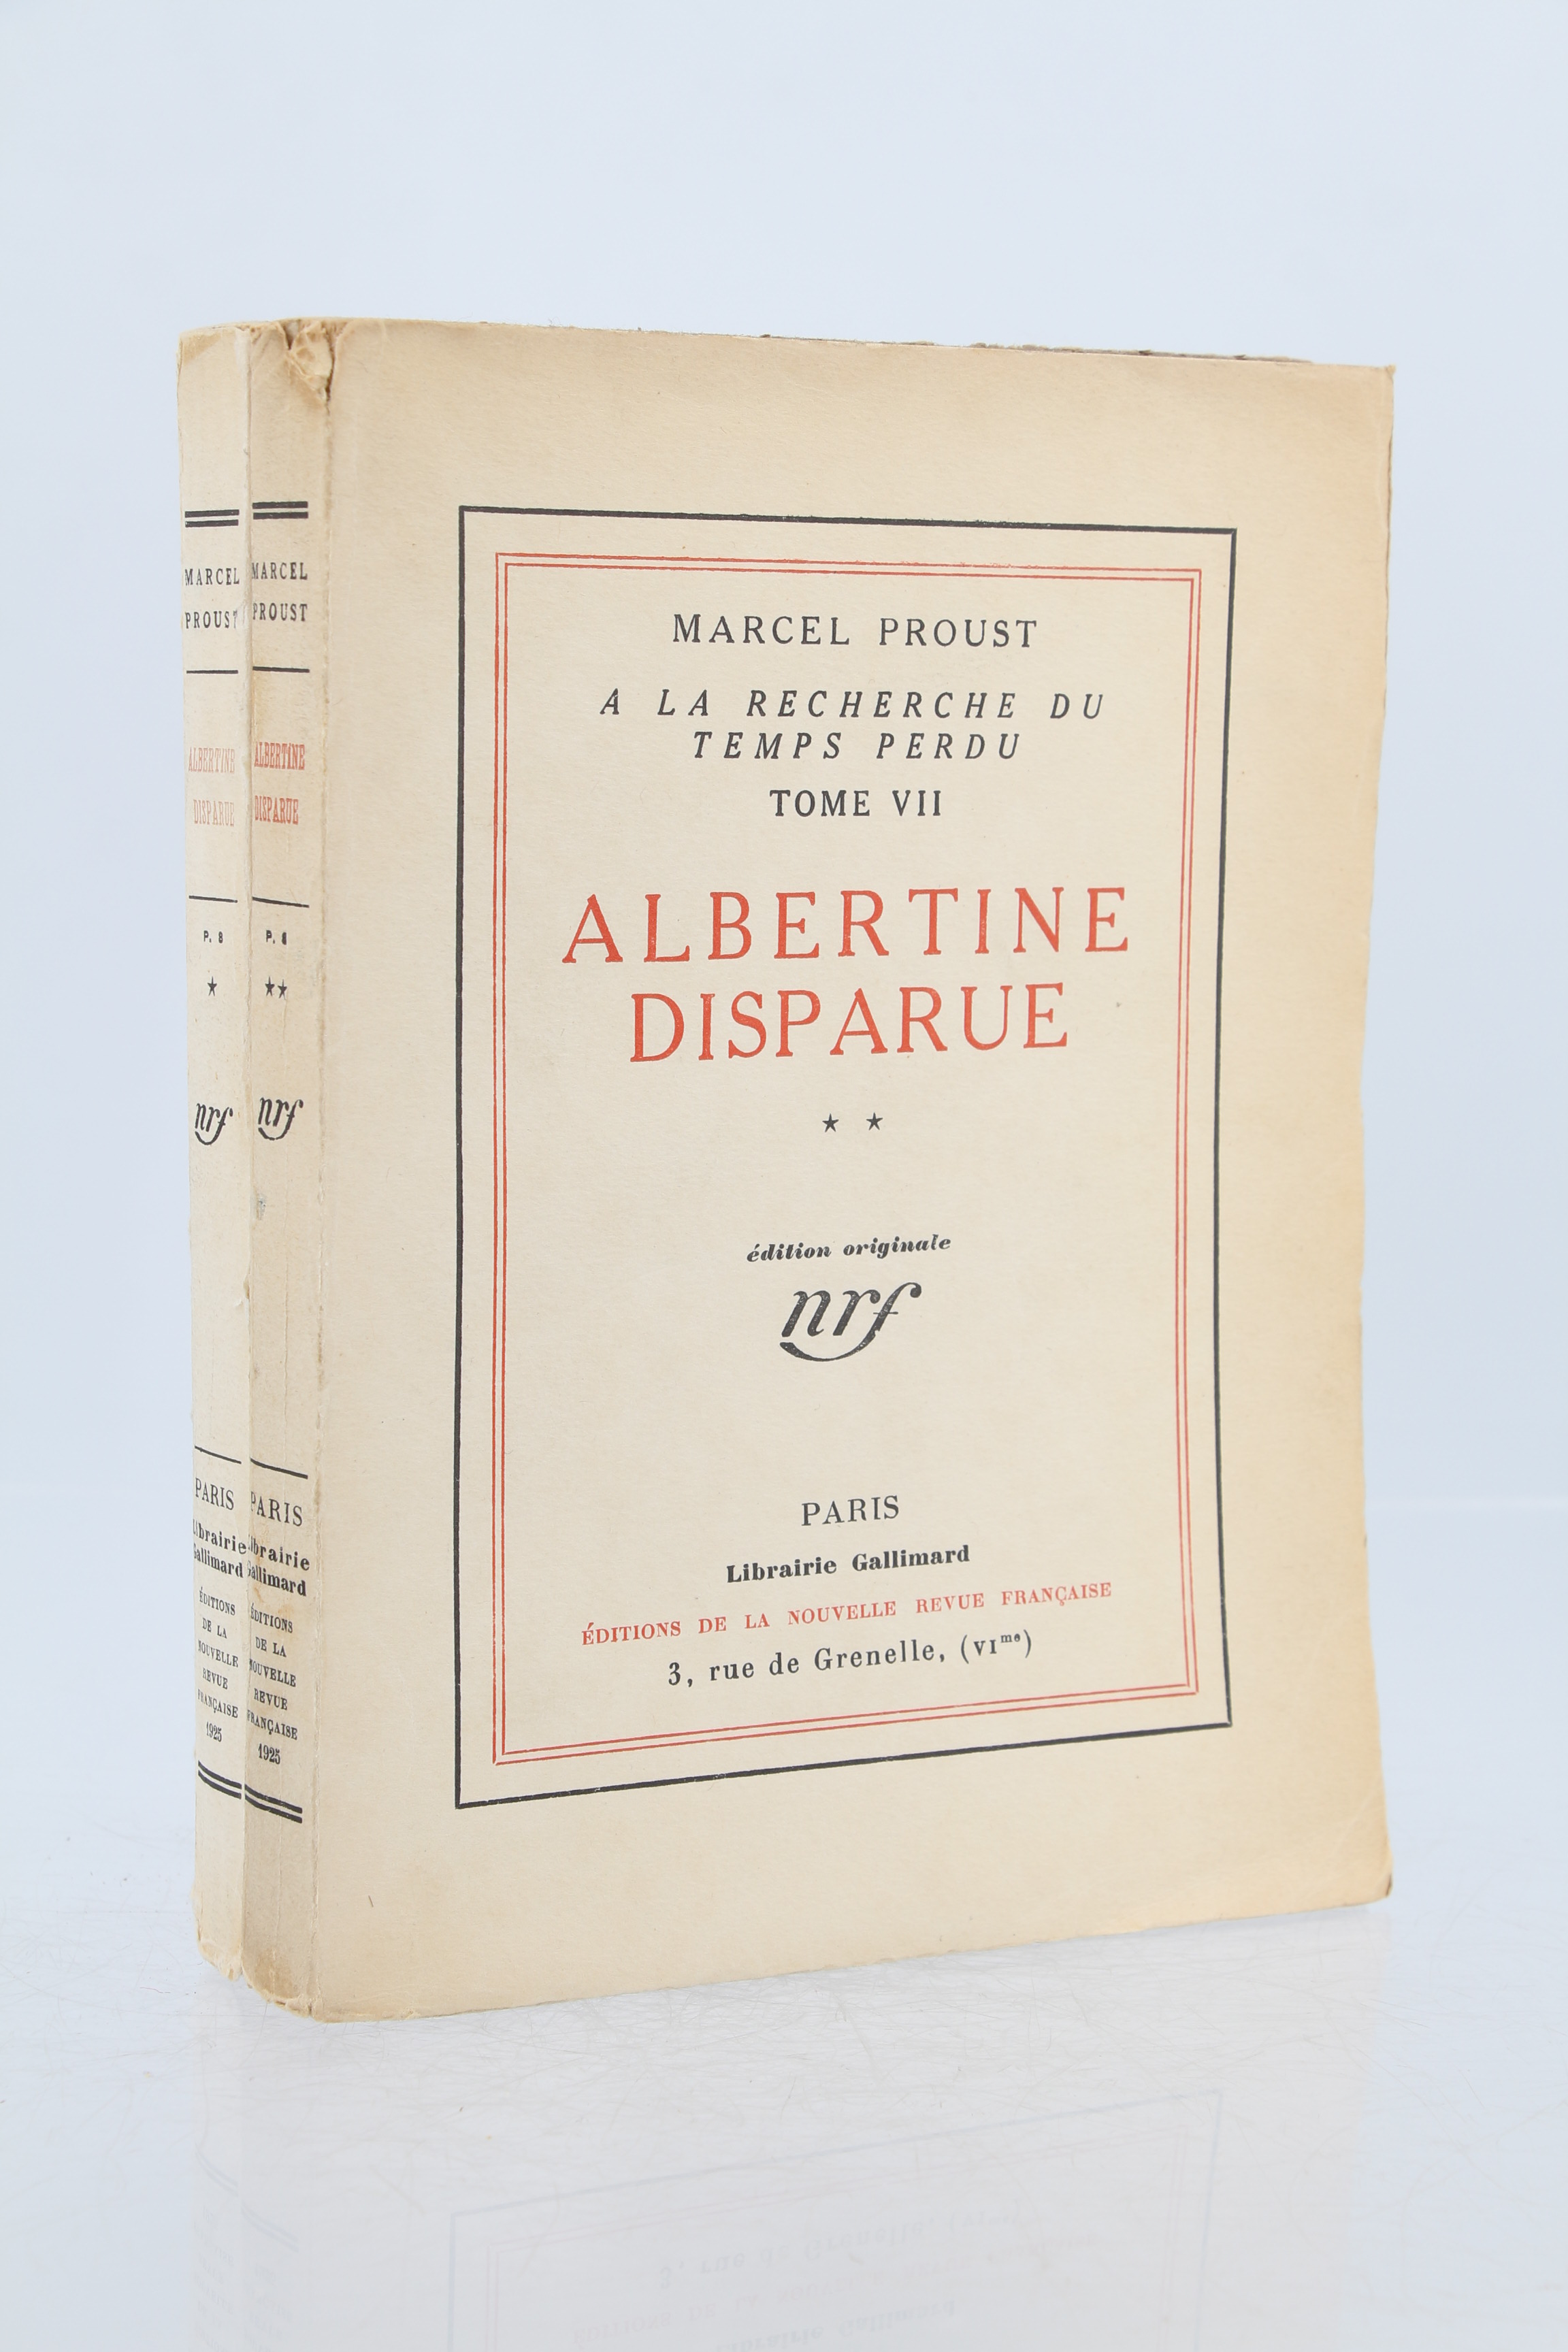 MARCEL
PROUST
ALBERTINE
DISPARUE
P. 8
★
nrf
PARIS
Librairie
Gallimard
ÉDITIONS
DE LA
NOUVELLE
REVUE
FRANÇAISE
1925
MARCEL
PROUST
ALBERTINE
DISPARUE
★★
nrf
PARIS
Librairie
Gallimard
ÉDITIONS
DE LA
NOUVELLE
REVUE
FRANÇAISE
1925
MARCEL PROUST
A LA RECHERCHE DU
TEMPS PERDU
TOME VII
ALBERTINE
DISPARUE
★ ★
édition originale
nrf
PARIS
Librairie Gallimard
ÉDITIONS DE LA NOUVELLE REVUE FRANÇAISE
3, rue de Grenelle, (VIme)